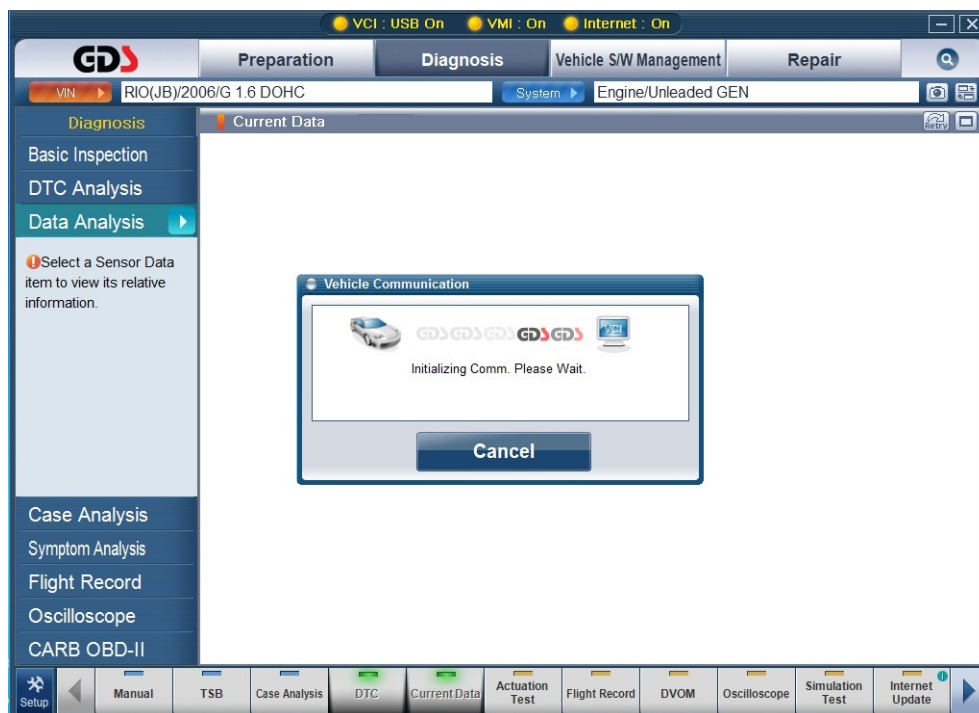 VCI : USB On VMI : On Internet : On
GDS Preparation Diagnosis Vehicle S/W Management Repair
VIN RIO(JB)/2006/G 1.6 DOHC System Engine/Unleaded GEN
Diagnosis
Current Data
Retry
Basic Inspection
DTC Analysis
Data Analysis
Select a Sensor Data
item to view its relative
information.
Vehicle Communication
GDS GDS GDS GDS GDS VCI
Initializing Comm. Please Wait.
Cancel
Case Analysis
Symptom Analysis
Flight Record
Oscilloscope
CARB OBD-II
Setup
Manual
TSB
Case Analysis
DTC
Current Data
Actuation
Test
Flight Record
DVOM
Oscilloscope
Simulation
Test
Internet
Update